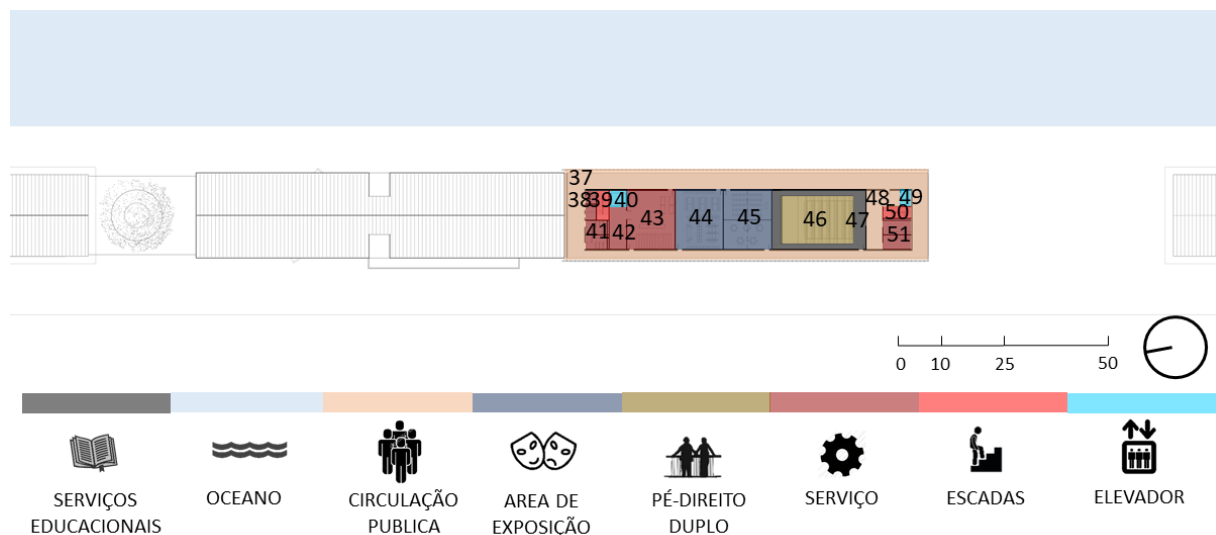 37
38 39 40
41 42 43 44 45 46 47 48 49
50
51
0 10 25 50
SERVIÇOS
EDUCACIONAIS
OCEANO
CIRCULAÇÃO
PUBLICA
AREA DE
EXPOSIÇÃO
PÉ-DIREITO
DUPLO
SERVIÇO
ESCADAS
ELEVADOR